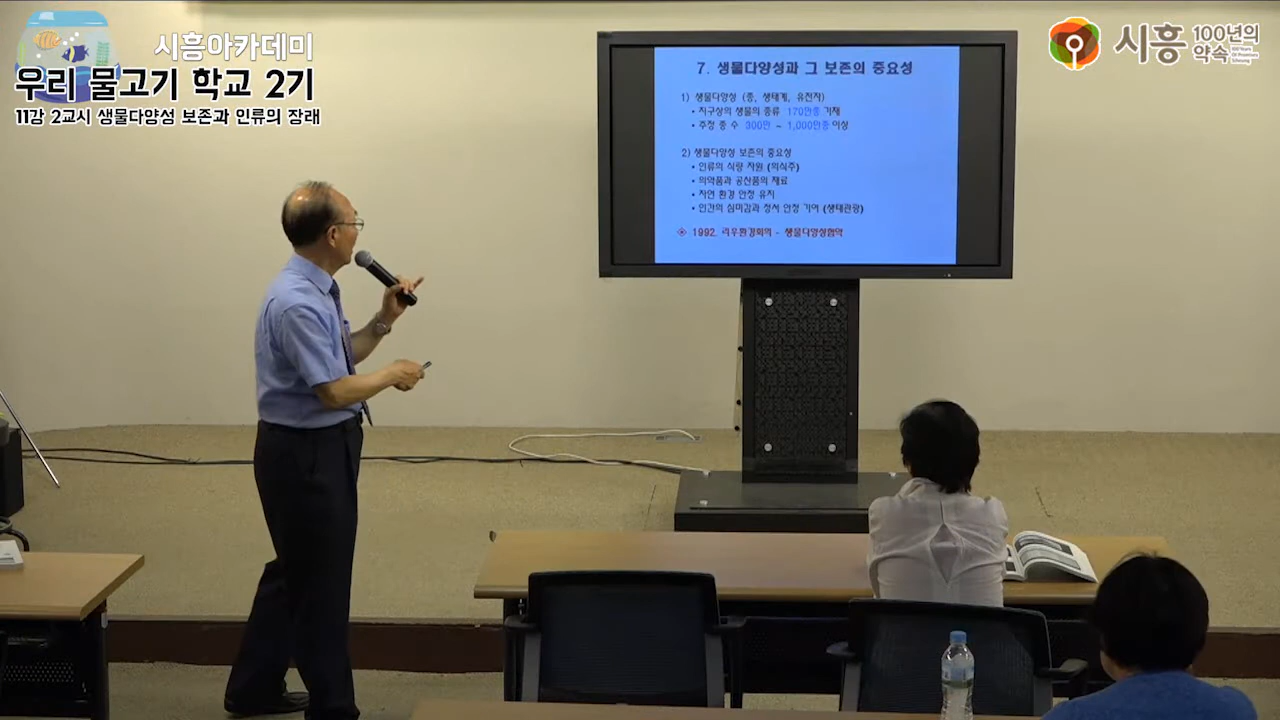 시흥아카데미
우리 물고기 학교 2기
11강 2교시 생물다양성 보존과 인류의 장래
시흥 100년의 약속
7. 생물다양성과 그 보존의 중요성
1) 생물다양성 (종, 생태계, 유전자)
• 지구상의 생물의 종류 170만종 기재
• 추정 종 수 300만 ~ 1,000만종 이상
2) 생물다양성 보존의 중요성
• 인류의 식량 자원 (의식주)
• 의약품과 공산품의 재료
• 자연 환경 안정 유지
• 인간의 심미감과 정서 안정 기여 (생태관광)
◈ 1992. 리우환경회의 - 생물다양성협약